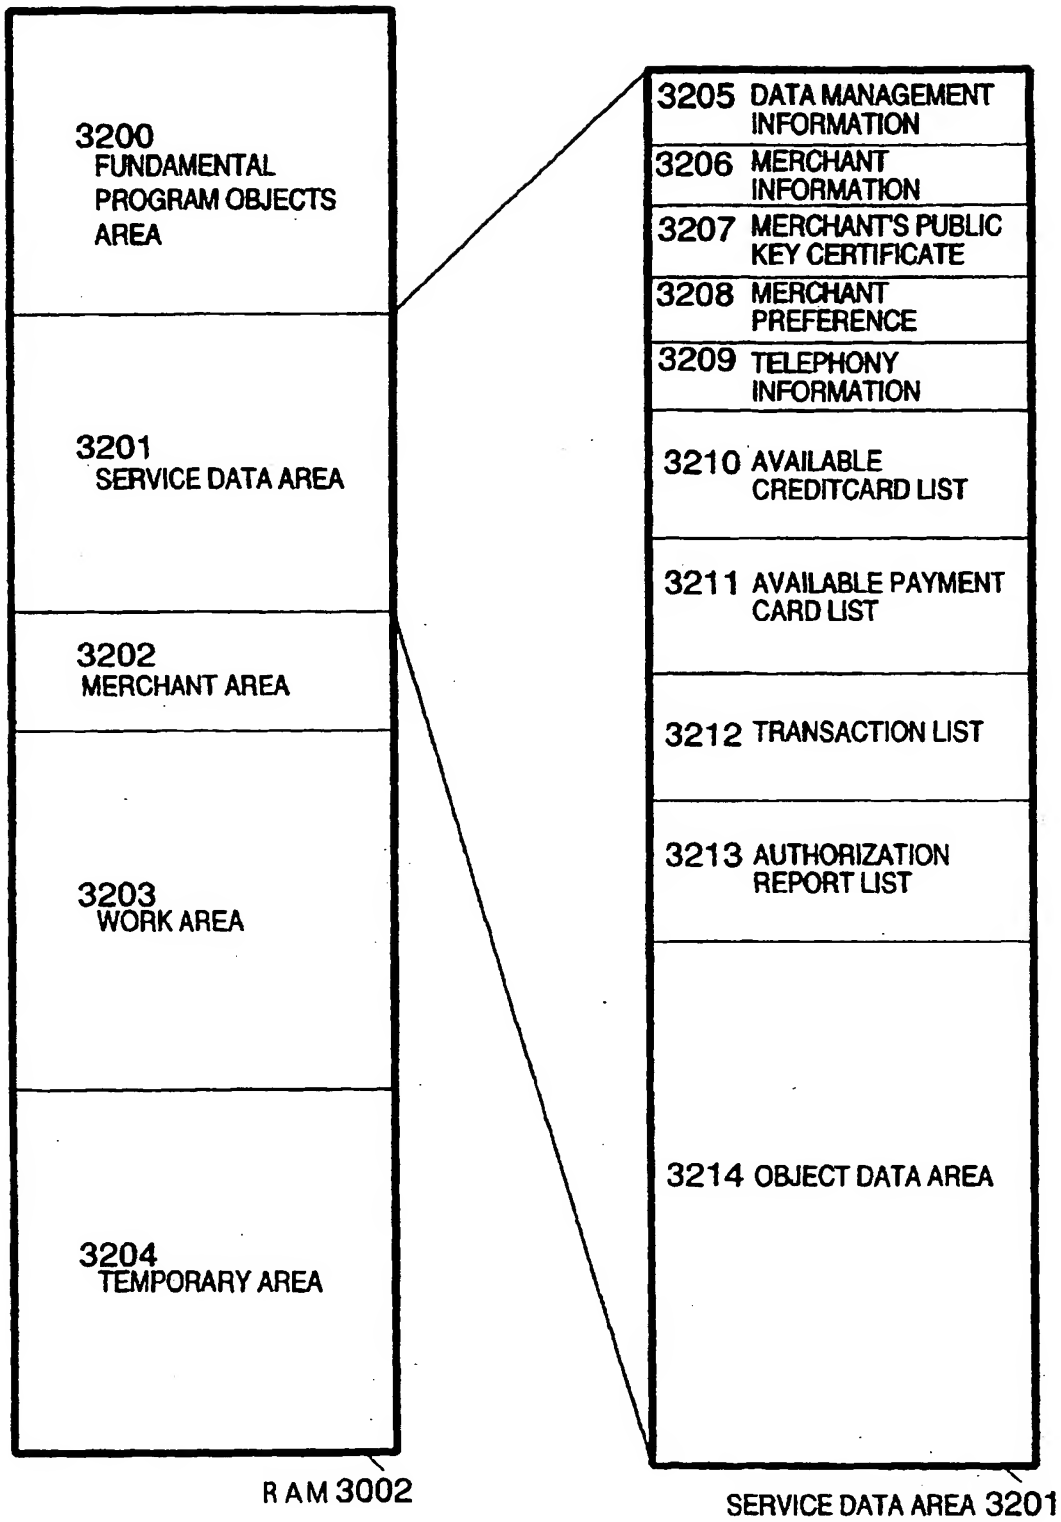 3200
FUNDAMENTAL
PROGRAM OBJECTS
AREA
3201
SERVICE DATA AREA
3202
MERCHANT AREA
3203
WORK AREA
3204
TEMPORARY AREA
RAM 3002
3205 DATA MANAGEMENT
INFORMATION
3206 MERCHANT
INFORMATION
3207 MERCHANT'S PUBLIC
KEY CERTIFICATE
3208 MERCHANT
PREFERENCE
3209 TELEPHONY
INFORMATION
3210 AVAILABLE
CREDITCARD LIST
3211 AVAILABLE PAYMENT
CARD LIST
3212 TRANSACTION LIST
3213 AUTHORIZATION
REPORT LIST
3214 OBJECT DATA AREA
SERVICE DATA AREA 3201